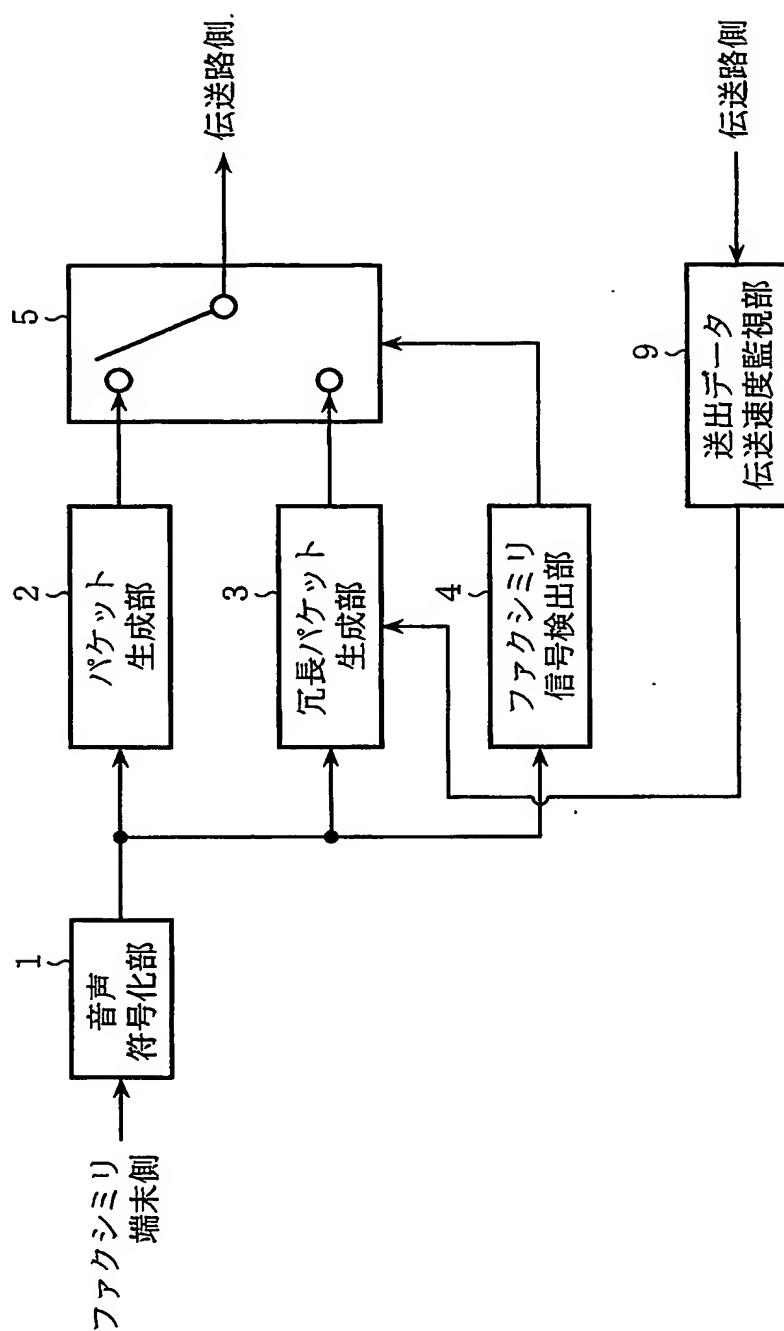 ファクシミリ
端末側
1
音声
符号化部
2
パケット
生成部
3
冗長パケット
生成部
4
ファクシミリ
信号検出部
5
伝送路側.
9
送出データ
伝送速度監視部
伝送路側